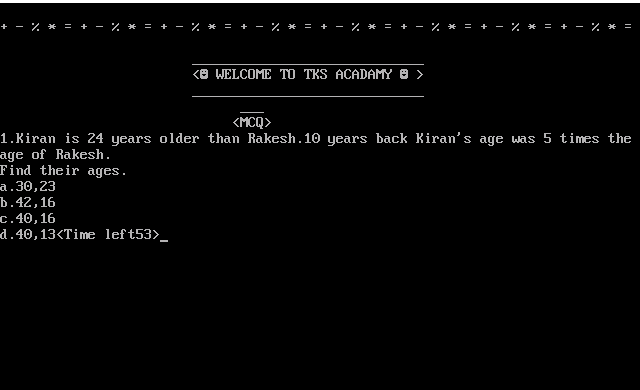 + - % * = + - % * = + - % * = + - % * = + - % * = + - % * = + - % * = + - % * =
<☻ WELCOME TO TKS ACADAMY ☻ >
<MCQ>
1.Kiran is 24 years older than Rakesh.10 years back Kiran's age was 5 times the
age of Rakesh.
Find their ages.
a.30,23
b.42,16
c.40,16
d.40,13<Time left53>_